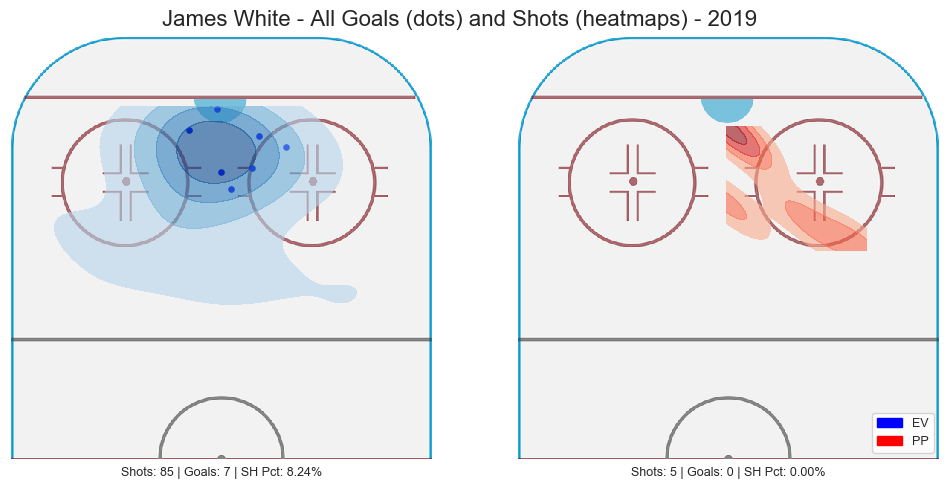 James White - All Goals (dots) and Shots (heatmaps) - 2019
EV
PP
Shots: 85 | Goals: 7 | SH Pct: 8.24%
Shots: 5 | Goals: 0 | SH Pct: 0.00%